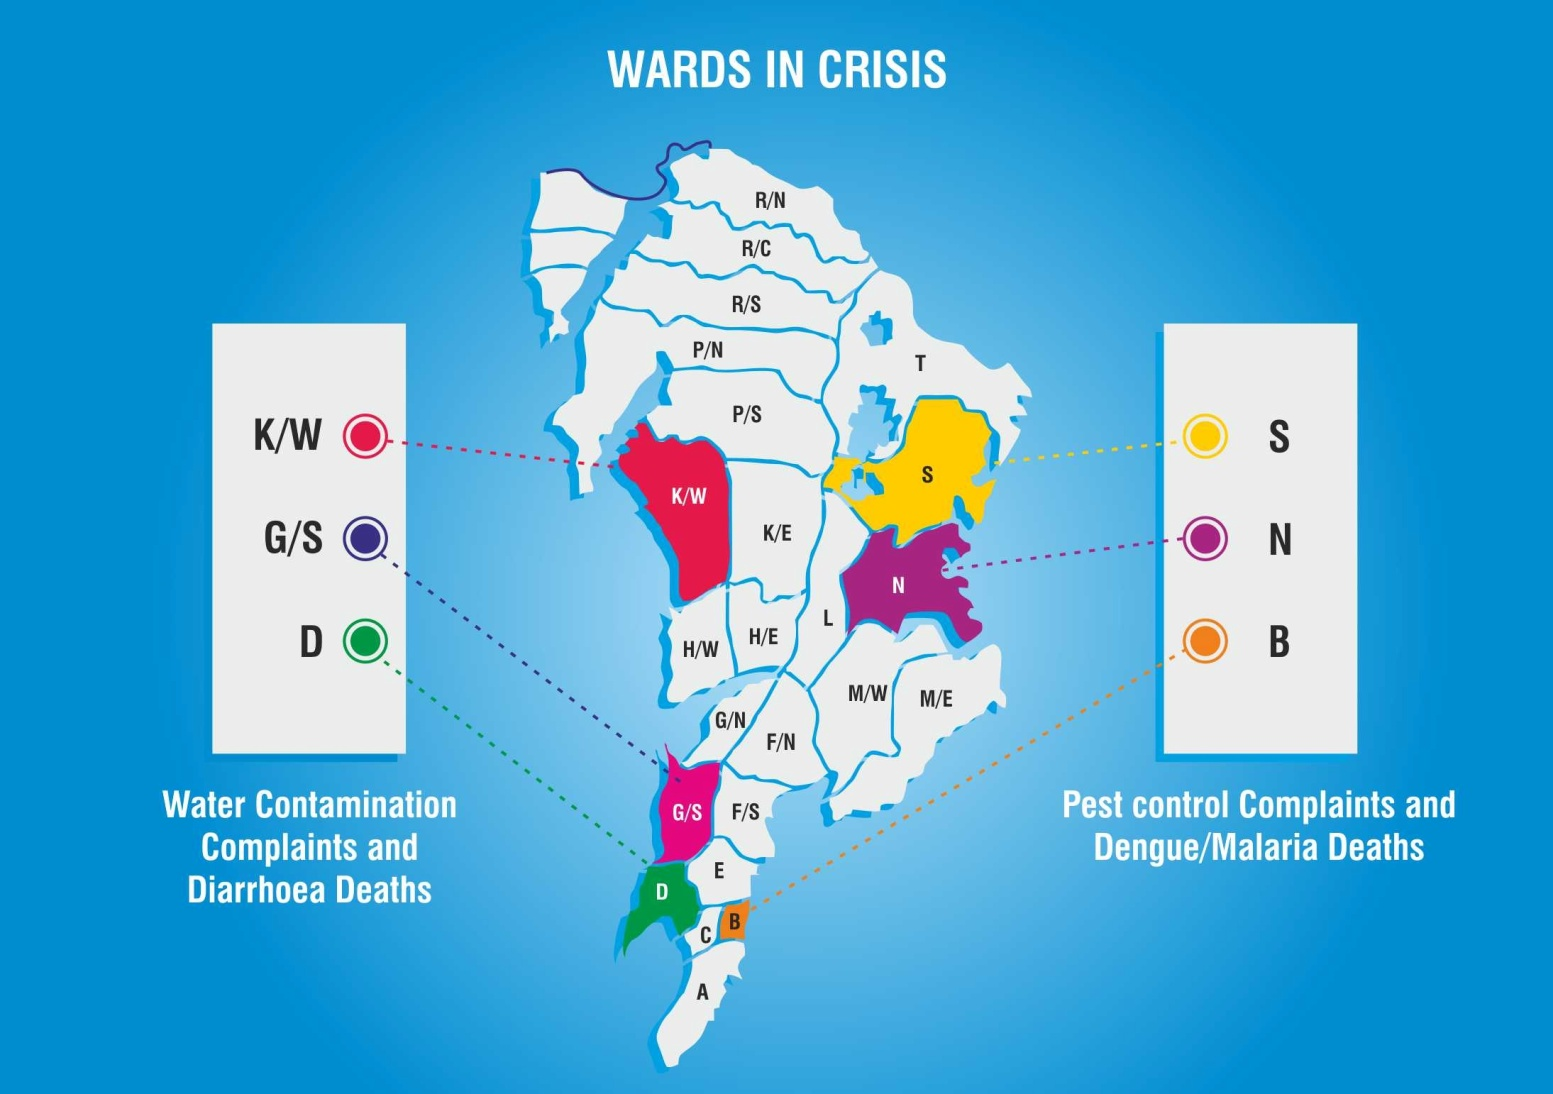 WARDS IN CRISIS
R/N
R/C
R/S
P/N
T
P/S
K/W
S
K/W
S
K/E
G/S
N
N
D
B
L
H/E
H/W
M/W
M/E
G/N
F/N
G/S
F/S
E
D
B
C
A
Water Contamination
Complaints and
Diarrhoea Deaths
Pest control Complaints and
Dengue/Malaria Deaths